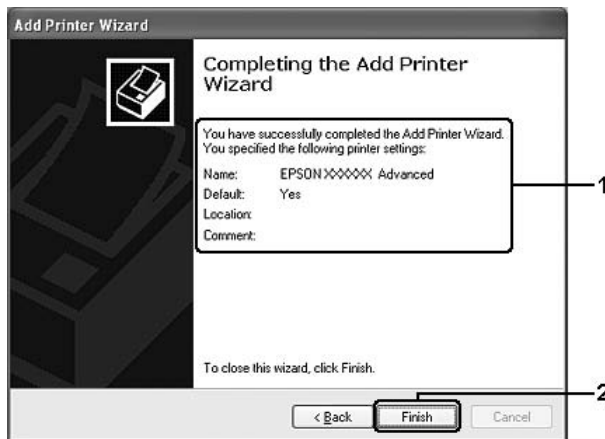 Add Printer Wizard
Completing the Add Printer
Wizard
You have successfully completed the Add Printer Wizard.
You specified the following printer settings:
Name: EPSON XXXXXX Advanced
Default: Yes
Location:
Comment:
1
To close this wizard, click Finish.
2
< Back Finish Cancel